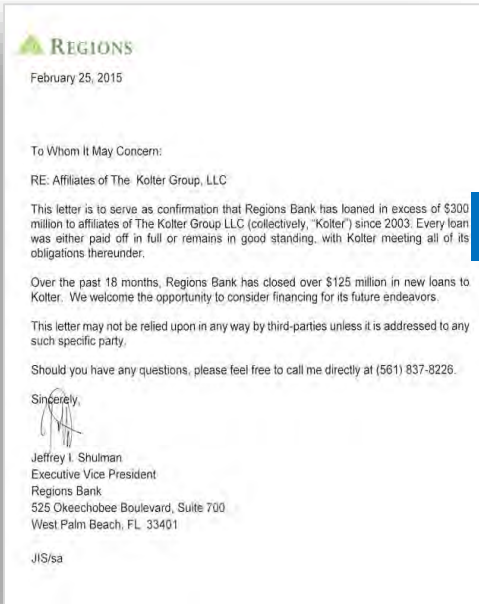 REGIONS
February 25, 2015
To Whom It May Concern:
RE: Affiliates of The Kolter Group, LLC
This letter is to serve as confirmation that Regions Bank has loaned in excess of $300
million to affiliates of The Kolter Group LLC (collectively, "Kolter") since 2003. Every loan
was either paid off in full or remains in good standing, with Kolter meeting all of its
obligations thereunder.
Over the past 18 months, Regions Bank has closed over $125 million in new loans to
Kolter. We welcome the opportunity to consider financing for its future endeavors.
This letter may not be relied upon in any way by third-parties unless it is addressed to any
such specific party.
Should you have any questions, please feel free to call me directly at (561) 837-8226.
Sincerely,
Jeffrey I. Shulman
Executive Vice President
Regions Bank
525 Okeechobee Boulevard, Suite 700
West Palm Beach, FL 33401
JIS/sa